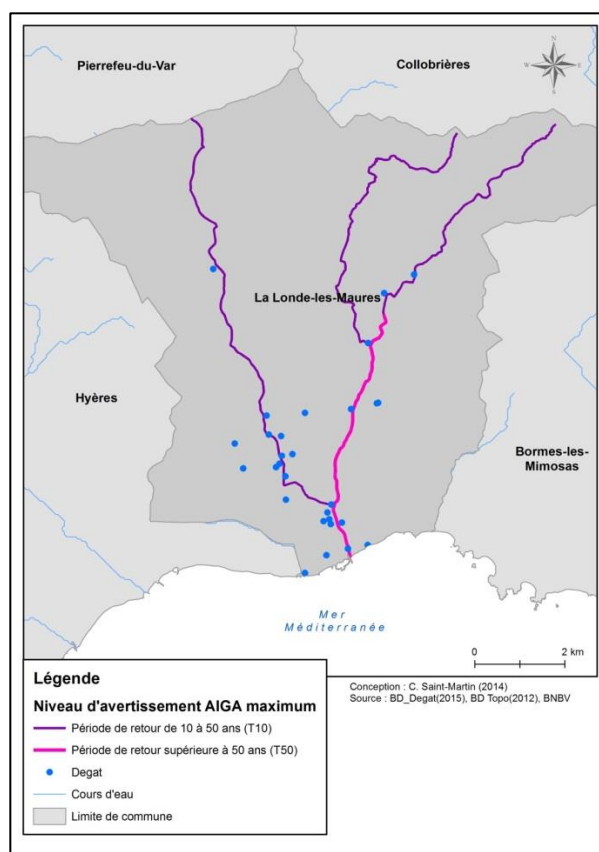 Pierrefeu-du-Var
Collobrières
N
La Londe-les-Maures
Hyères
Bormes-les-
Mimosas
Mer
Méditerranée
0 2 km
Légende
Niveau d'avertissement AIGA maximum
Période de retour de 10 à 50 ans (T10)
Période de retour supérieure à 50 ans (T50)
Degat
Cours d'eau
Limite de commune
Conception : C. Saint-Martin (2014)
Source : BD_Degat(2015), BD Topo(2012), BNBV